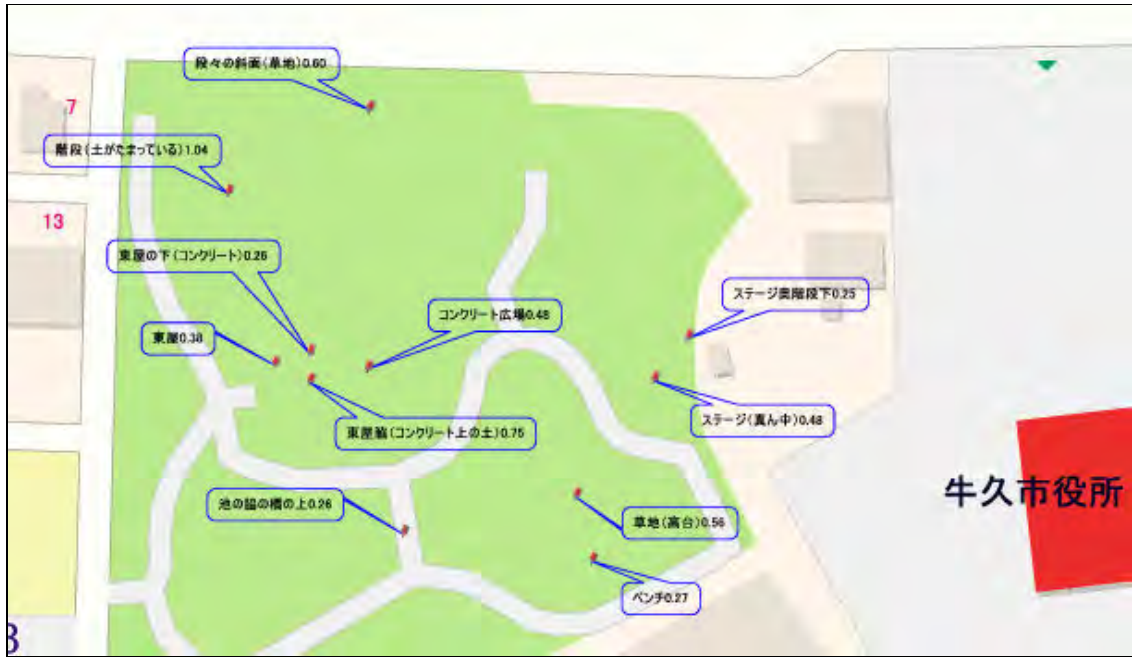 段々の斜面(草地)0.60
7
階段(土がたまっている)1.04
13
東屋の下(コンクリート)0.26
ステージ奥階段下0.25
コンクリート広場0.48
東屋0.38
ステージ(真ん中)0.48
東屋脇(コンクリート上の土)0.75
牛久市役所
池の脇の橋の上0.26
草地(高台)0.56
ベンチ0.27